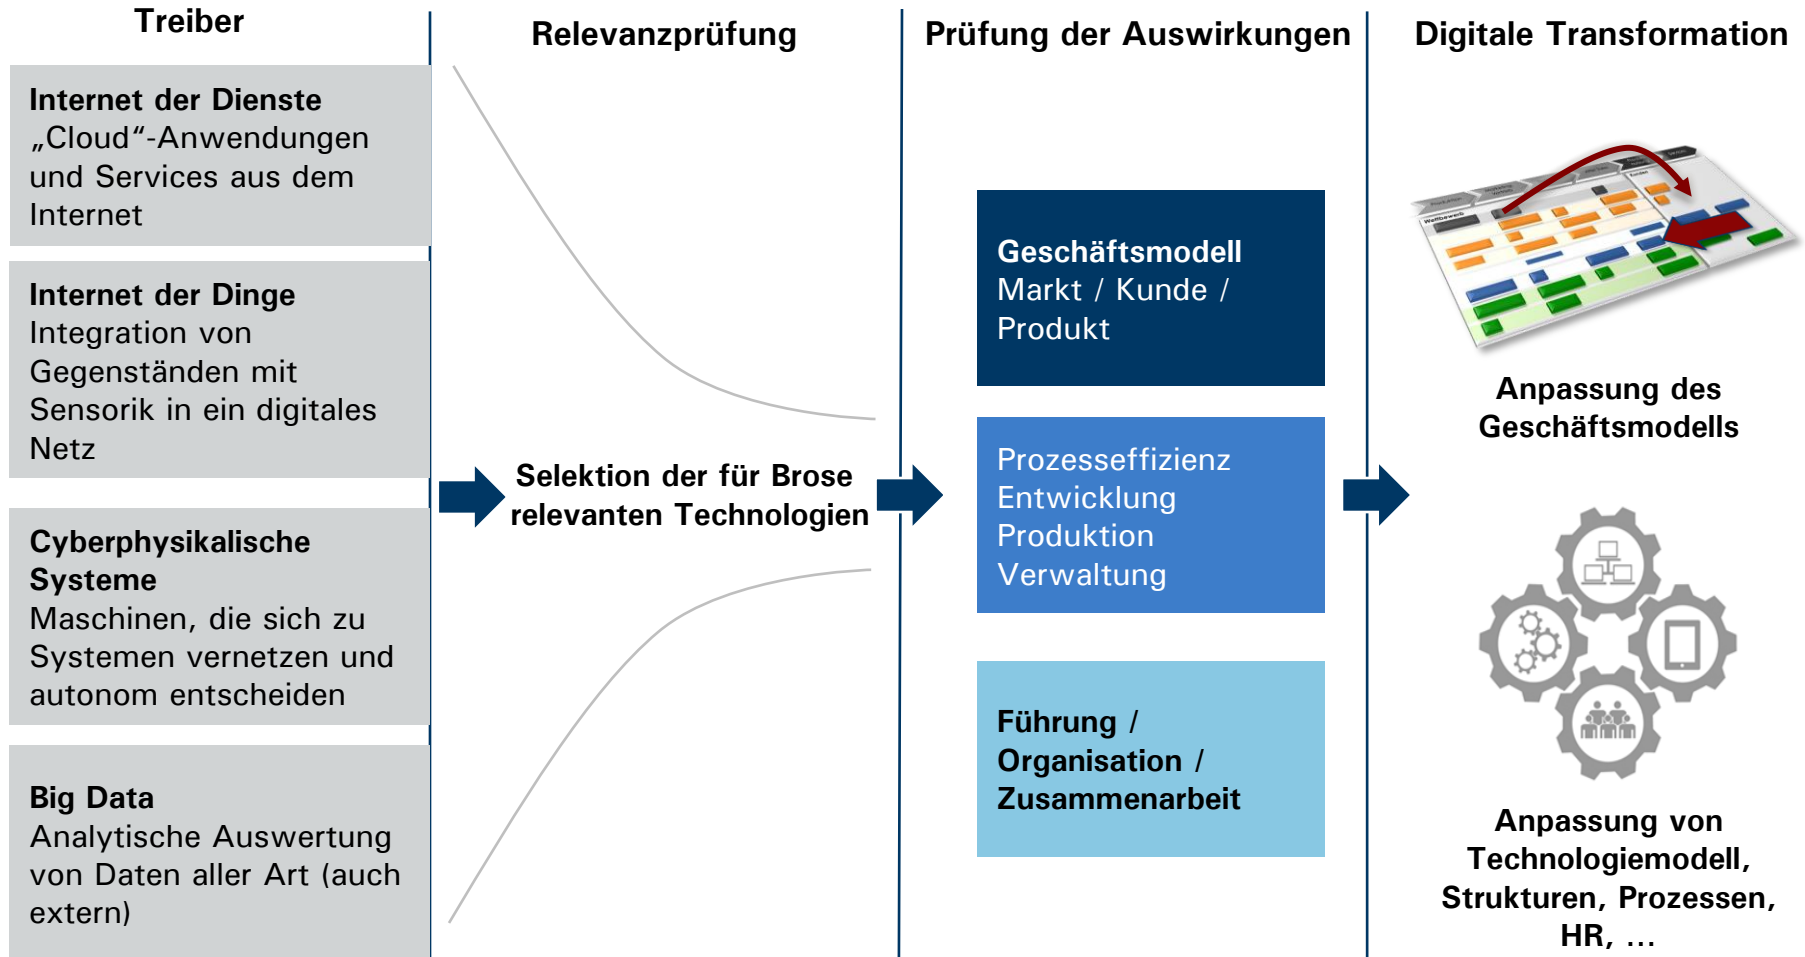 Treiber
Internet der Dienste
„Cloud“-Anwendungen
und Services aus dem
Internet
Internet der Dinge
Integration von
Gegenständen mit
Sensorik in ein digitales
Netz
Cyberphysikalische
Systeme
Maschinen, die sich zu
Systemen vernetzen und
autonom entscheiden
Big Data
Analytische Auswertung
von Daten aller Art (auch
extern)
Relevanzprüfung
Selektion der für Brose
relevanten Technologien
Prüfung der Auswirkungen
Geschäftsmodell
Markt / Kunde /
Produkt
Prozesseffizienz
Entwicklung
Produktion
Verwaltung
Führung /
Organisation /
Zusammenarbeit
Digitale Transformation
Wettbewerb
Kunden
Anpassung des
Geschäftsmodells
Anpassung von
Technologiemodell,
Strukturen, Prozessen,
HR, ...